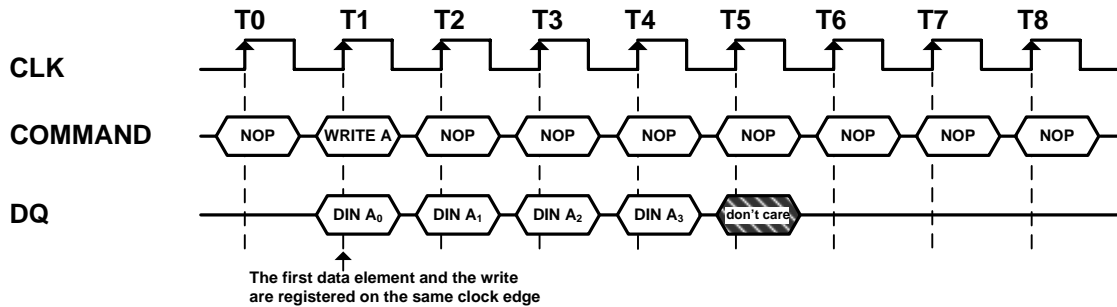 T0 T1 T2 T3 T4 T5 T6 T7 T8
CLK
COMMAND NOP WRITE A NOP NOP NOP NOP NOP NOP NOP
DQ DIN A₀ DIN A₁ DIN A₂ DIN A₃ don't care
The first data element and the write
are registered on the same clock edge